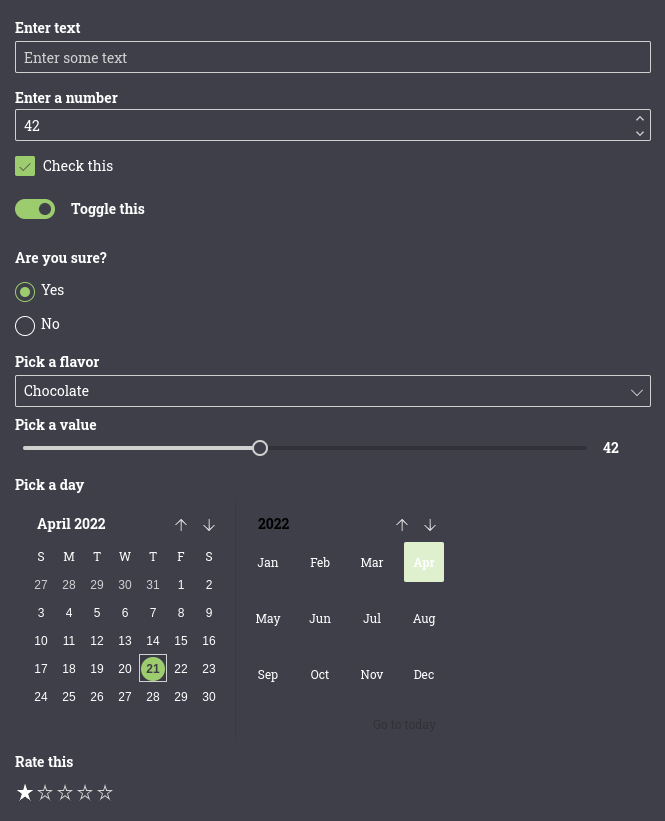 Enter text
Enter some text
Enter a number
42
Check this
Toggle this
Are you sure?
Yes
No
Pick a flavor
Chocolate
Pick a value
42
Pick a day
April 2022
S M T W T F S
27 28 29 30 31 1 2
3 4 5 6 7 8 9
10 11 12 13 14 15 16
17 18 19 20 21 22 23
24 25 26 27 28 29 30
2022
Jan Feb Mar Apr
May Jun Jul Aug
Sep Oct Nov Dec
Go to today
Rate this